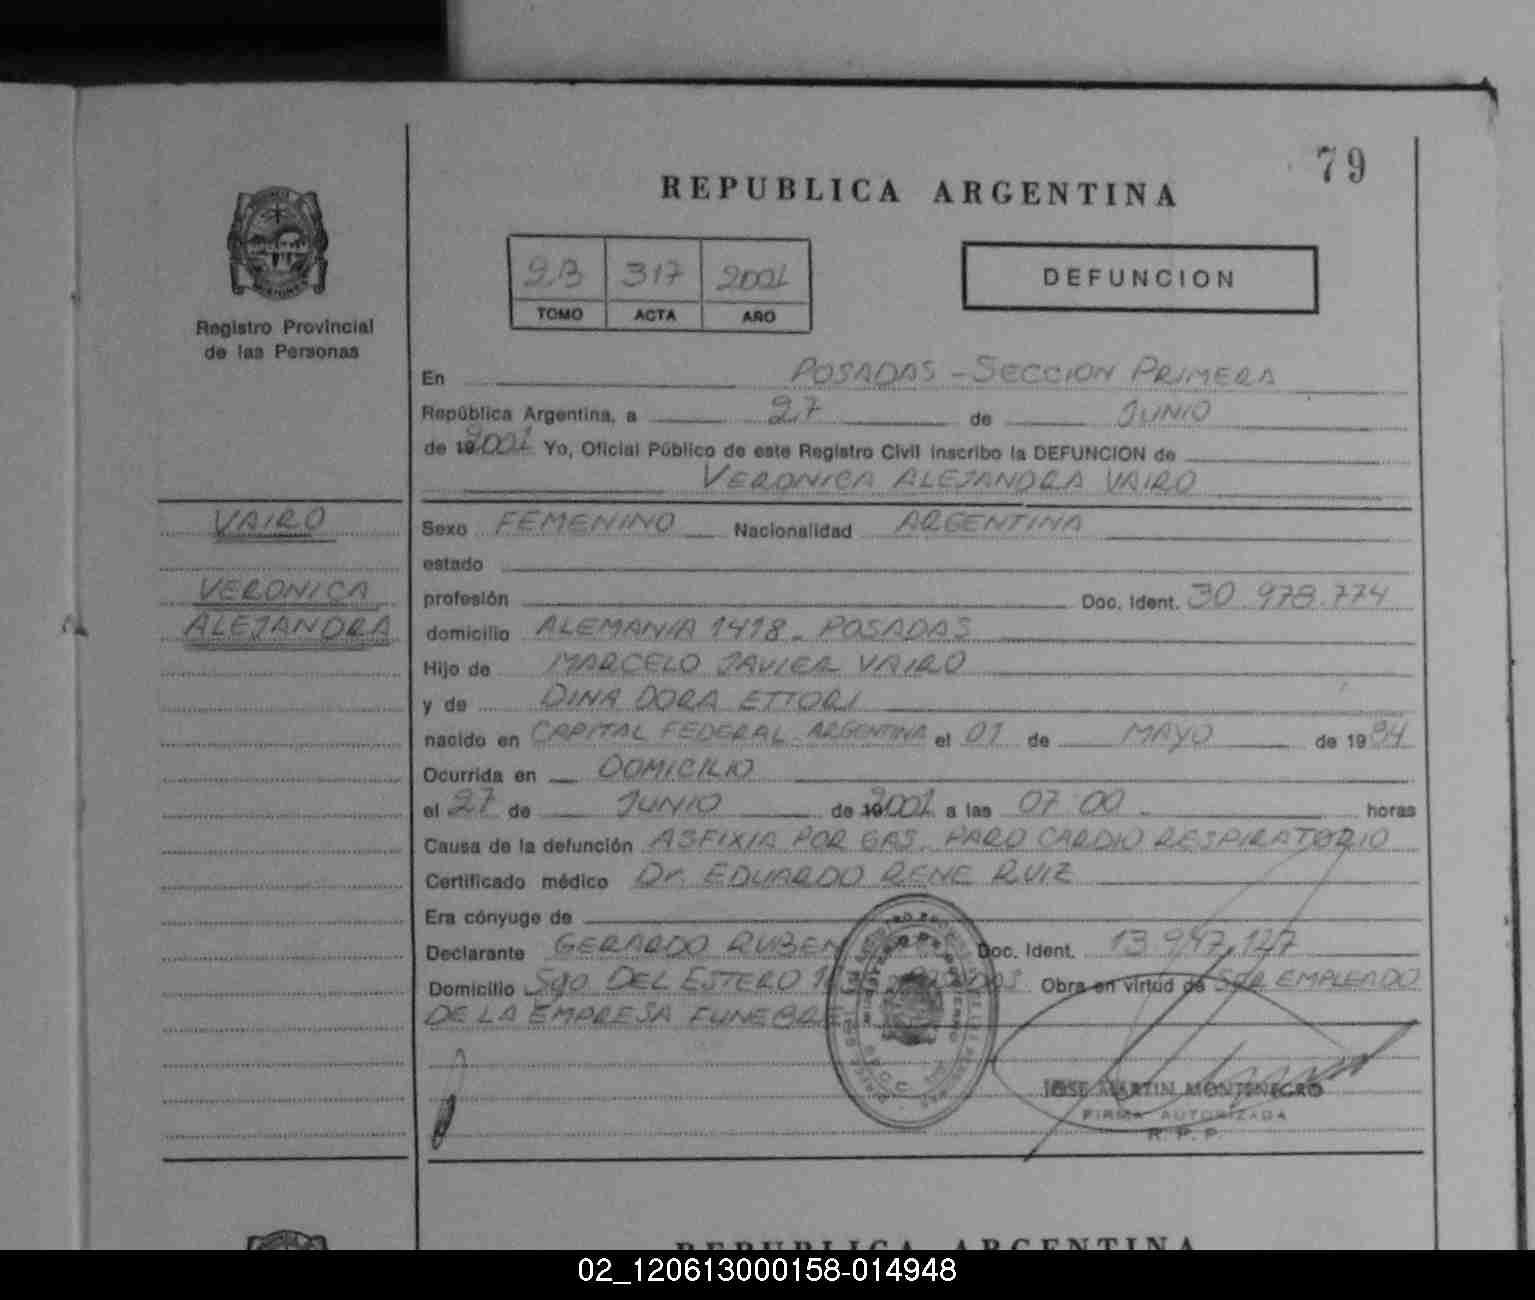 79
REPUBLICA ARGENTINA
2B 317 2001
TOMO ACTA AÑO
DEFUNCION
Registro Provincial
de las Personas
En POSADAS - SECCION PRIMERA
República Argentina, a 27 de JUNIO
de 19 2001 Yo, Oficial Público de este Registro Civil inscribo la DEFUNCION de
VERONICA ALEJANDRA VAIRO
VAIRO
VERONICA
ALEJANDRA
Sexo FEMENINO Nacionalidad ARGENTINA
estado
profesión Doc. Ident. 30.978.774
domicilio ALEMANIA 1418 - POSADAS
Hijo de MARCELO JAVIER VAIRO
y de DINA DORA ETTORI
nacido en CAPITAL FEDERAL - ARGENTINA el 01 de MAYO de 19
Ocurrida en DOMICILIO
el 27 de JUNIO de 19 2001 a las 07:00 horas
Causa de la defunción ASFIXIA POR GAS - PARO CARDIO RESPIRATORIO
Certificado médico Dr. EDUARDO RENE RUIZ
Era cónyuge de
Declarante GERARDO RUBEN Doc. Ident. 13.947.127
Domicilio Sgo DEL ESTERO POSADAS Obra en virtud de SER EMPLEADO
DE LA EMPRESA FUNEBRE
JOSE MARTIN MONTENEGRO
FIRMA AUTORIZADA
R. P. P.
REPUBLICA ARGENTINA
02_120613000158-014948